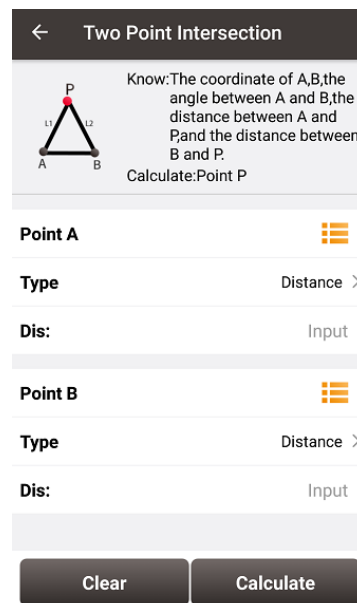 Two Point Intersection
Know:The coordinate of A,B,the
angle between A and B,the
distance between A and
P,and the distance between
B and P.
Calculate:Point P
P
L1
L2
A
B
Point A
Type
Distance
Dis:
Input
Point B
Type
Distance
Dis:
Input
Clear
Calculate